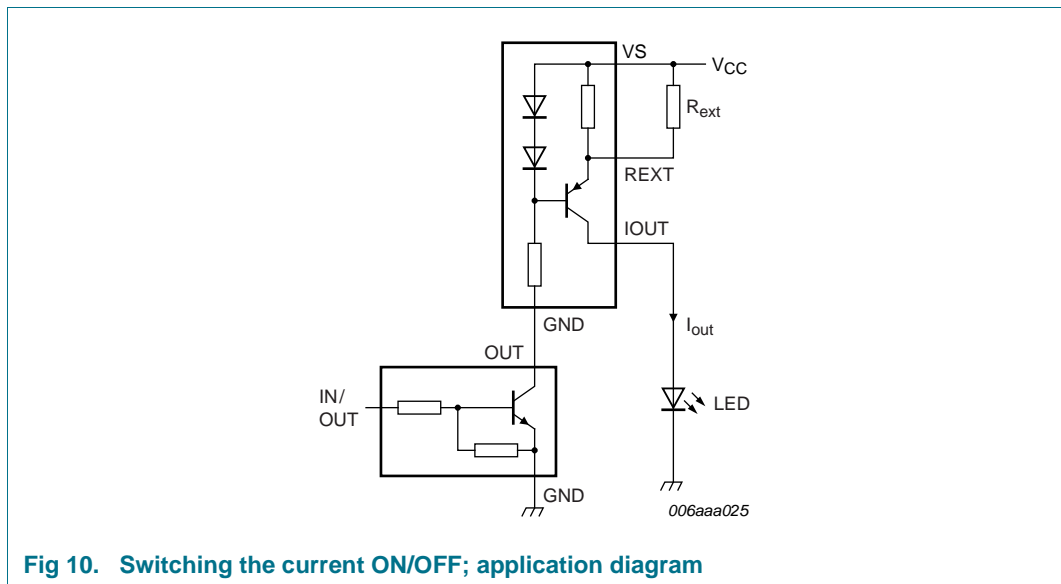 VS
VCC
Rext
REXT
IOUT
GND
Iout
OUT
IN/
OUT
LED
GND
006aaa025
Fig 10. Switching the current ON/OFF; application diagram